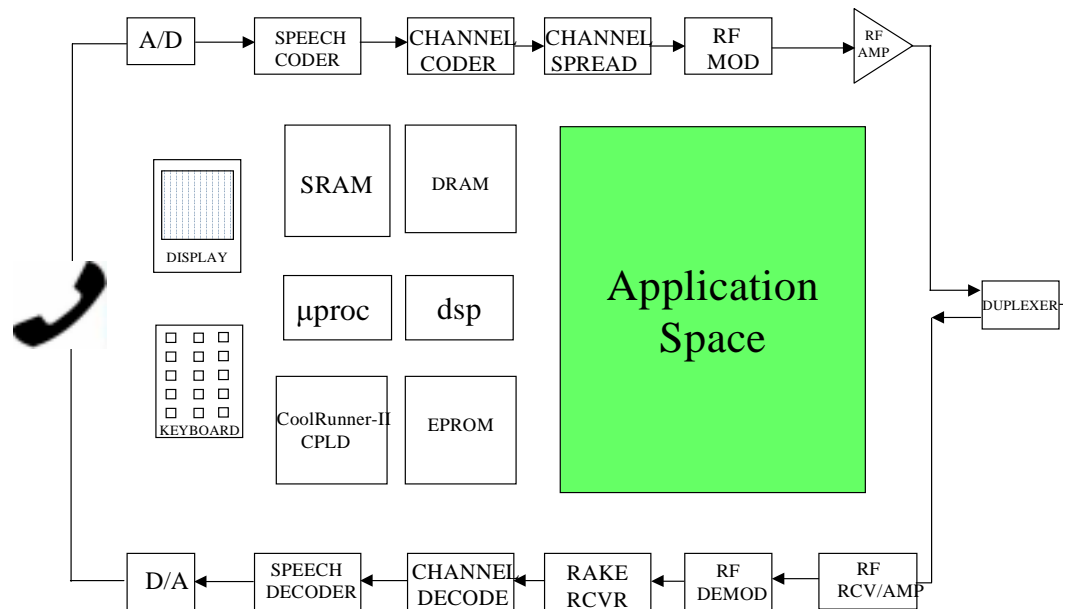 A/D
SPEECH
CODER
CHANNEL
CODER
CHANNEL
SPREAD
RF
MOD
RF
AMP
SRAM
DRAM
DISPLAY
Application
Space
μproc
dsp
DUPLEXER
CoolRunner-II
CPLD
EPROM
KEYBOARD
D/A
SPEECH
DECODER
CHANNEL
DECODE
RAKE
RCVR
RF
DEMOD
RF
RCV/AMP